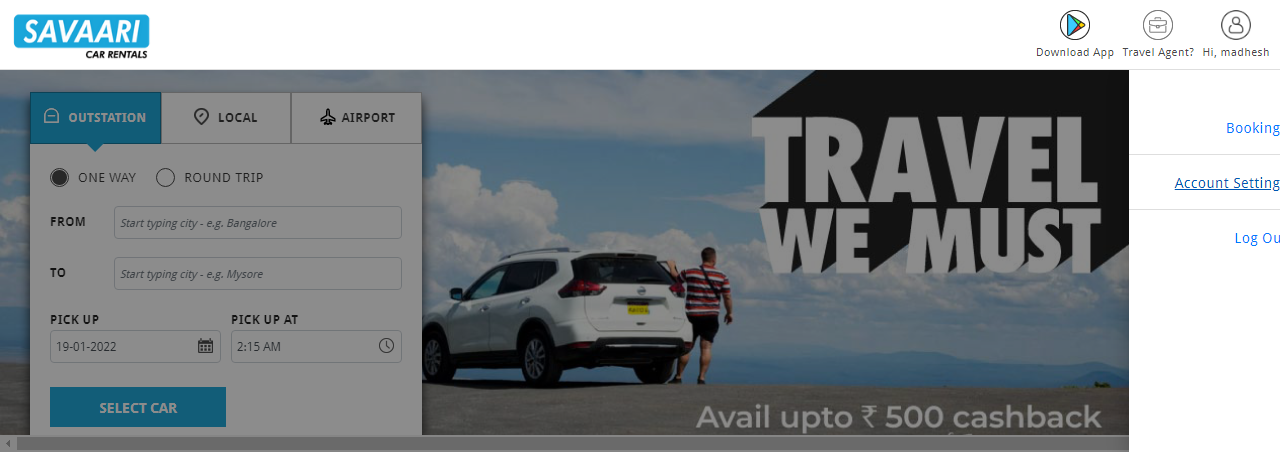 SAVAARI
CAR RENTALS
Download App
Travel Agent?
Hi, madhesh
OUTSTATION
LOCAL
AIRPORT
ONE WAY
ROUND TRIP
FROM
Start typing city - e.g. Bangalore
TO
Start typing city - e.g. Mysore
PICK UP
PICK UP AT
19-01-2022
2:15 AM
SELECT CAR
TRAVEL
WE MUST
Avail upto ₹ 500 cashback
Booking
Account Setting
Log Ou